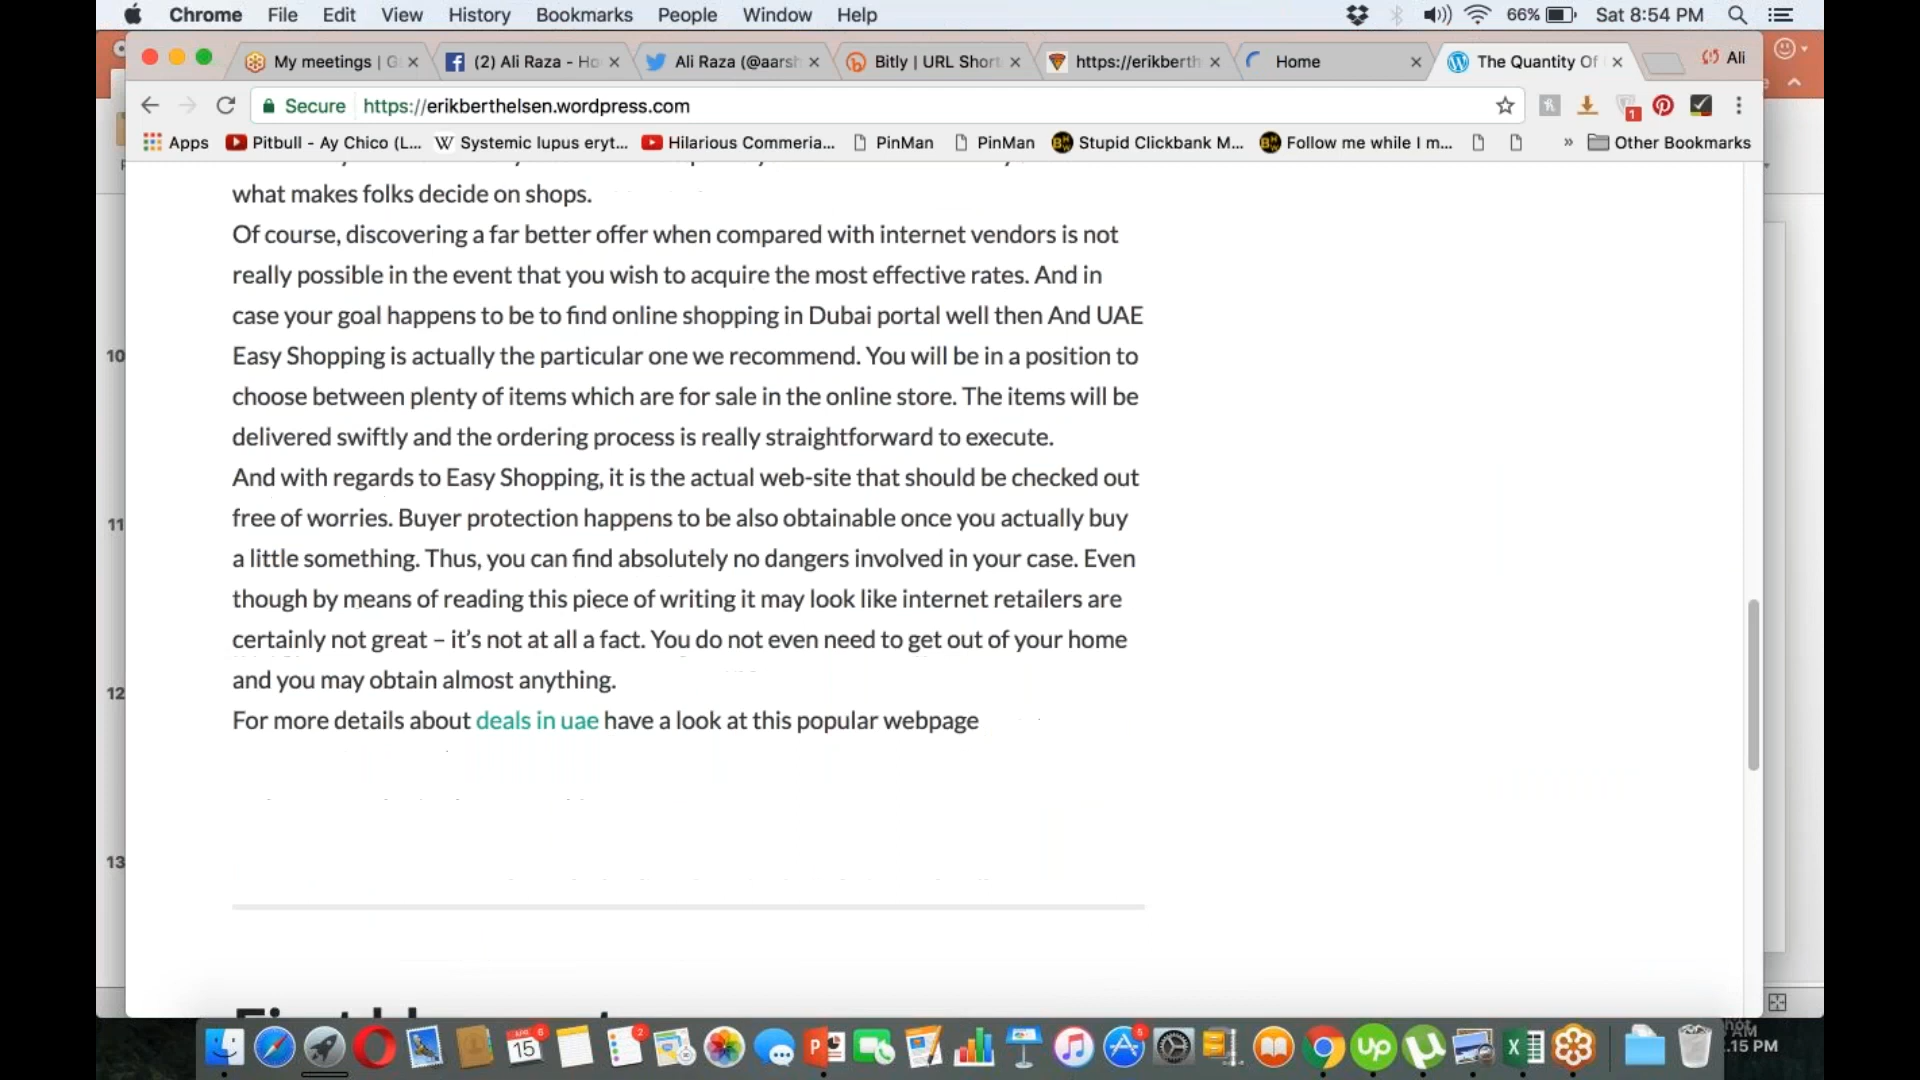 Chrome File Edit View History Bookmarks People Window Help 66% Sat 8:54 PM
My meetings | G (2) Ali Raza - Ho Ali Raza (@aarsh Bitly | URL Short https://erikberth Home The Quantity Of Ali
Secure https://erikberthelsen.wordpress.com 1
Apps Pitbull - Ay Chico (L... Systemic lupus eryt... Hilarious Commeria... PinMan PinMan Stupid Clickbank M... Follow me while I m... » Other Bookmarks
what makes folks decide on shops.
Of course, discovering a far better offer when compared with internet vendors is not
really possible in the event that you wish to acquire the most effective rates. And in
case your goal happens to be to find online shopping in Dubai portal well then And UAE
Easy Shopping is actually the particular one we recommend. You will be in a position to
choose between plenty of items which are for sale in the online store. The items will be
delivered swiftly and the ordering process is really straightforward to execute.
And with regards to Easy Shopping, it is the actual web-site that should be checked out
free of worries. Buyer protection happens to be also obtainable once you actually buy
a little something. Thus, you can find absolutely no dangers involved in your case. Even
though by means of reading this piece of writing it may look like internet retailers are
certainly not great – it's not at all a fact. You do not even need to get out of your home
and you may obtain almost anything.
For more details about deals in uae have a look at this popular webpage
10
11
12
13
15
.15 PM